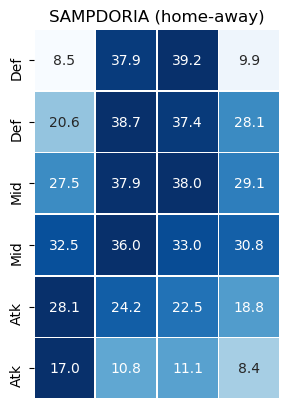 SAMPDORIA (home-away)
Def 8.5 37.9 39.2 9.9
Def 20.6 38.7 37.4 28.1
Mid 27.5 37.9 38.0 29.1
Mid 32.5 36.0 33.0 30.8
Atk 28.1 24.2 22.5 18.8
Atk 17.0 10.8 11.1 8.4